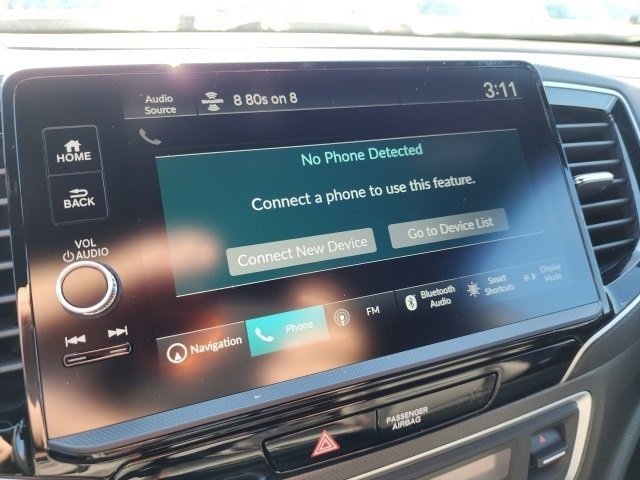 Audio
Source
8 80s on 8
3:11
HOME
BACK
VOL
AUDIO
No Phone Detected
Connect a phone to use this feature.
Connect New Device
Go to Device List
Navigation
Phone
FM
Bluetooth
Audio
Smart
Shortcuts
Display
Mode
PASSENGER
AIRBAG